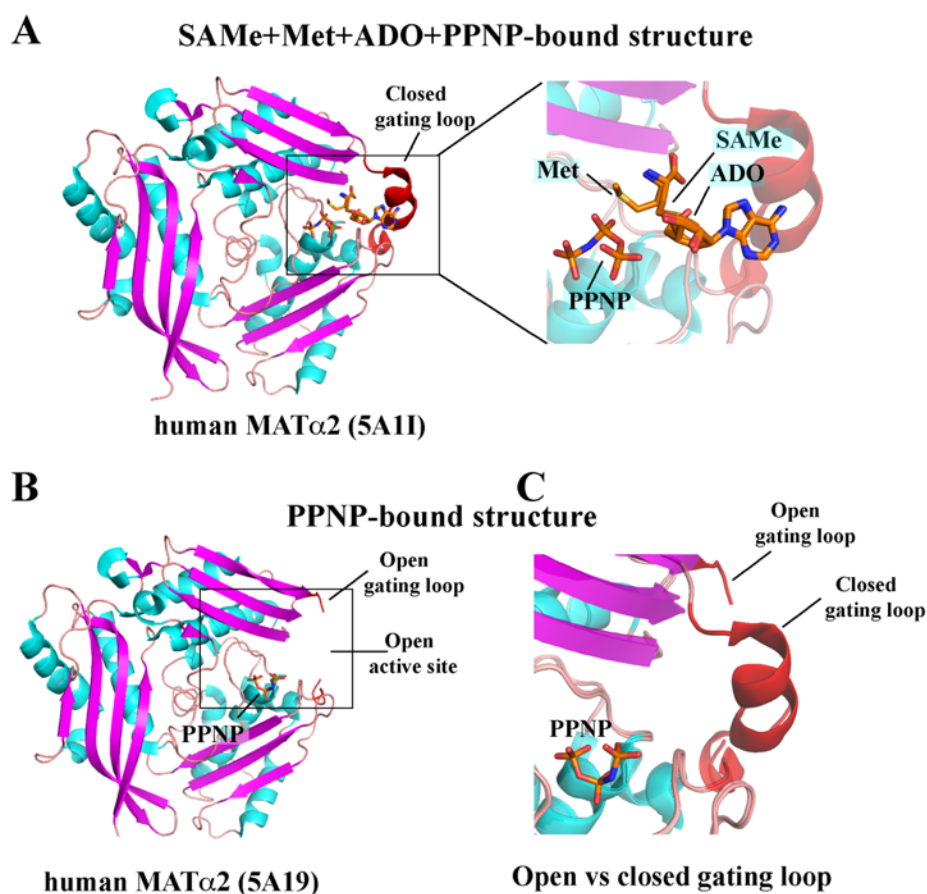 A
SAMe+Met+ADO+PPNP-bound structure
Closed
gating loop
SAMe
Met
ADO
PPNP
human MATα2 (5A1I)
B
C
PPNP-bound structure
Open
gating loop
Open
active site
PPNP
human MATα2 (5A19)
Open
gating loop
Closed
gating loop
PPNP
Open vs closed gating loop